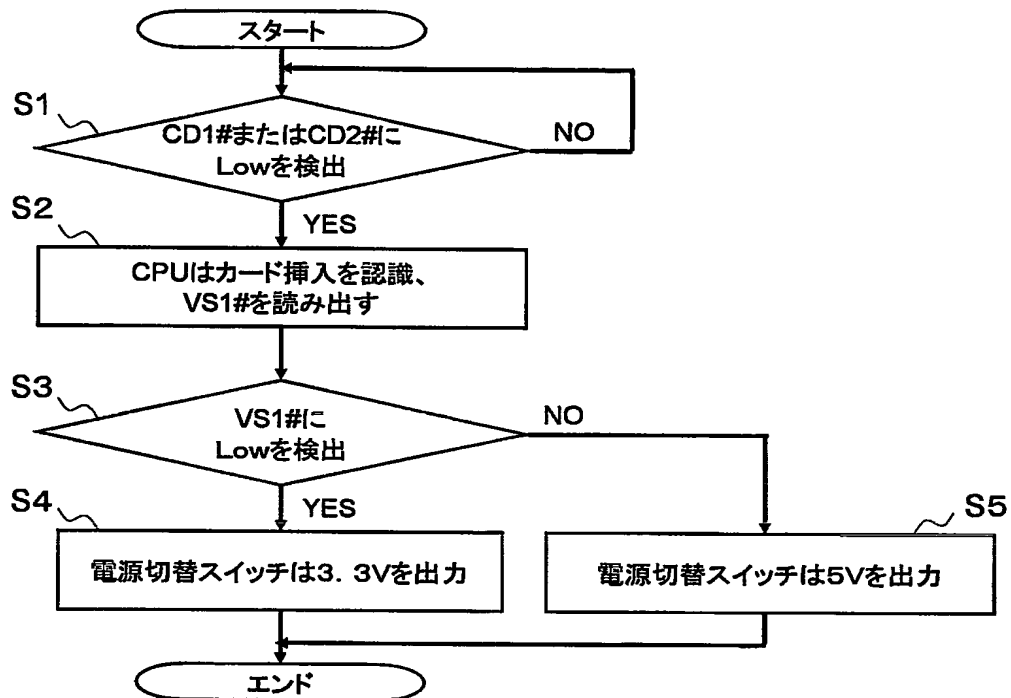 スタート
S1
CD1#またはCD2#に
Lowを検出
NO
YES
S2
CPUはカード挿入を認識、
VS1#を読み出す
S3
VS1#に
Lowを検出
NO
YES
S4
電源切替スイッチは3.3Vを出力
S5
電源切替スイッチは5Vを出力
エンド